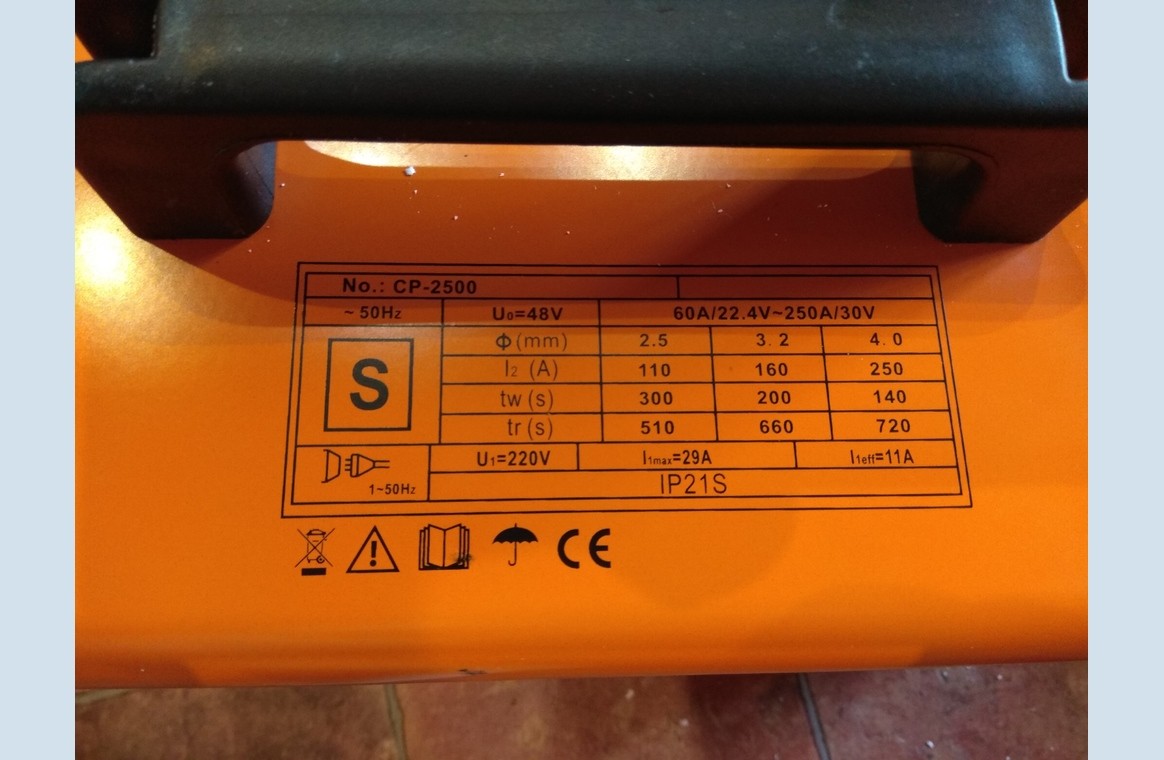 No.: CP-2500
~ 50Hz U₀=48V 60A/22.4V~250A/30V
Φ(mm) 2.5 3.2 4.0
S
I₂ (A) 110 160 250
tw (s) 300 200 140
tr (s) 510 660 720
U₁=220V I₁max=29A I₁eff=11A
1~50Hz
IP21S
CE